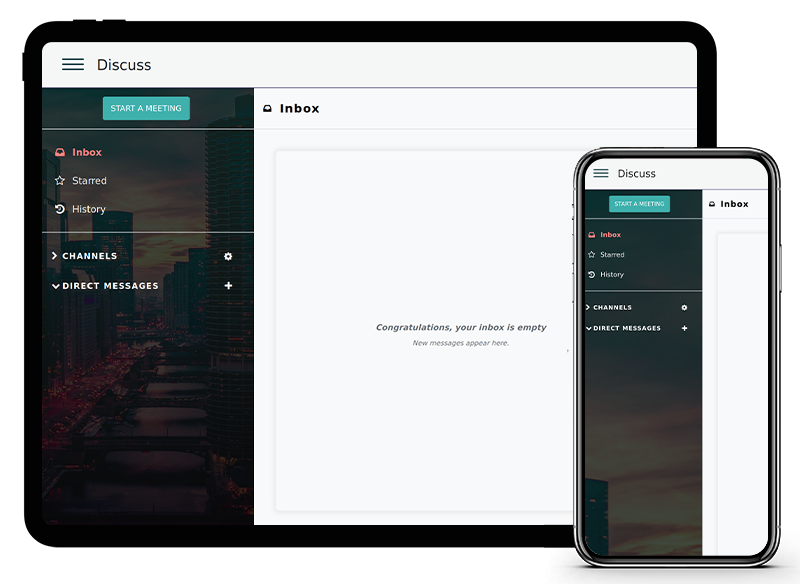 Discuss
START A MEETING
Inbox
Starred
History
CHANNELS
DIRECT MESSAGES
Inbox
Congratulations, your inbox is empty
New messages appear here.
Discuss
START A MEETING
Inbox
Starred
History
CHANNELS
DIRECT MESSAGES
Inbox